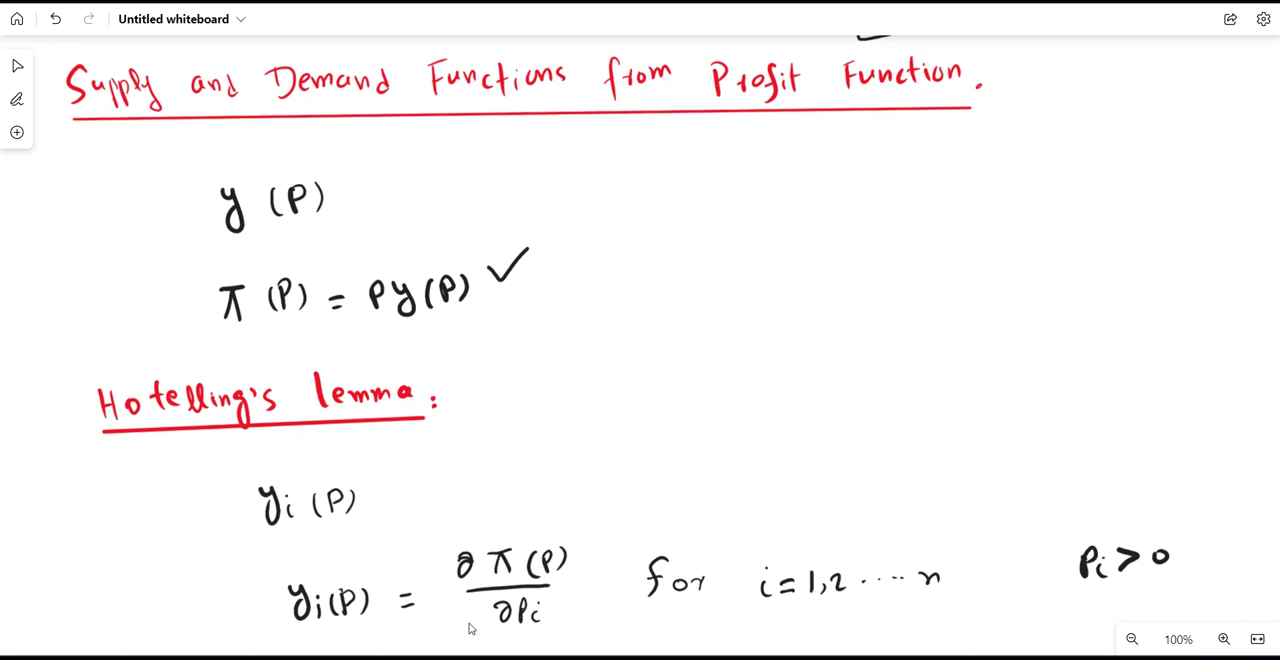 Untitled whiteboard
Supply and Demand Functions from Profit Function.
y (P)
π (P) = Py(P) ✓
Hotelling's lemma:
yi (P)
yi(P) = ∂ π (P) / ∂Pi for i = 1,2 ···· n Pi > 0
100%